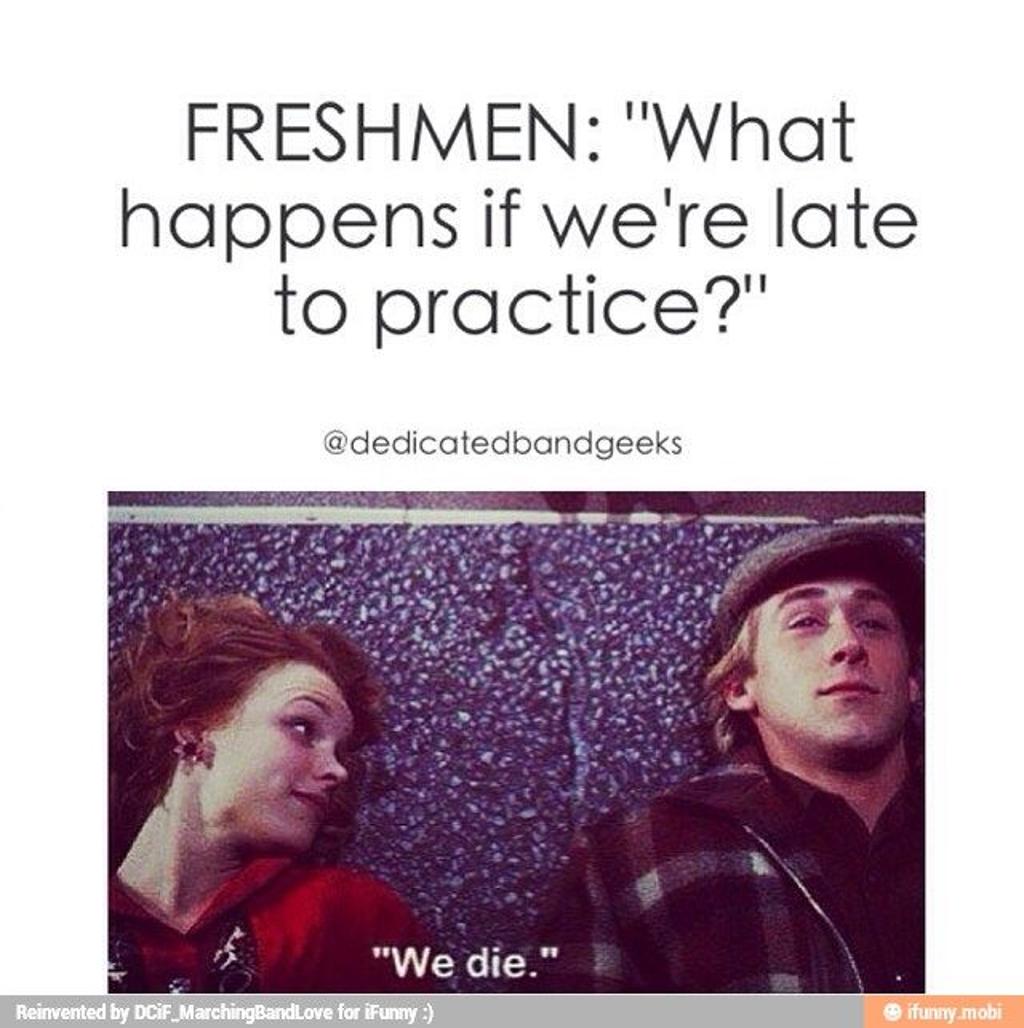 FRESHMEN: "What
happens if we're late
to practice?"
@dedicatedbandgeeks
"We die."
Reinvented by DCiF_MarchingBandLove for iFunny :)
ifunny.mobi